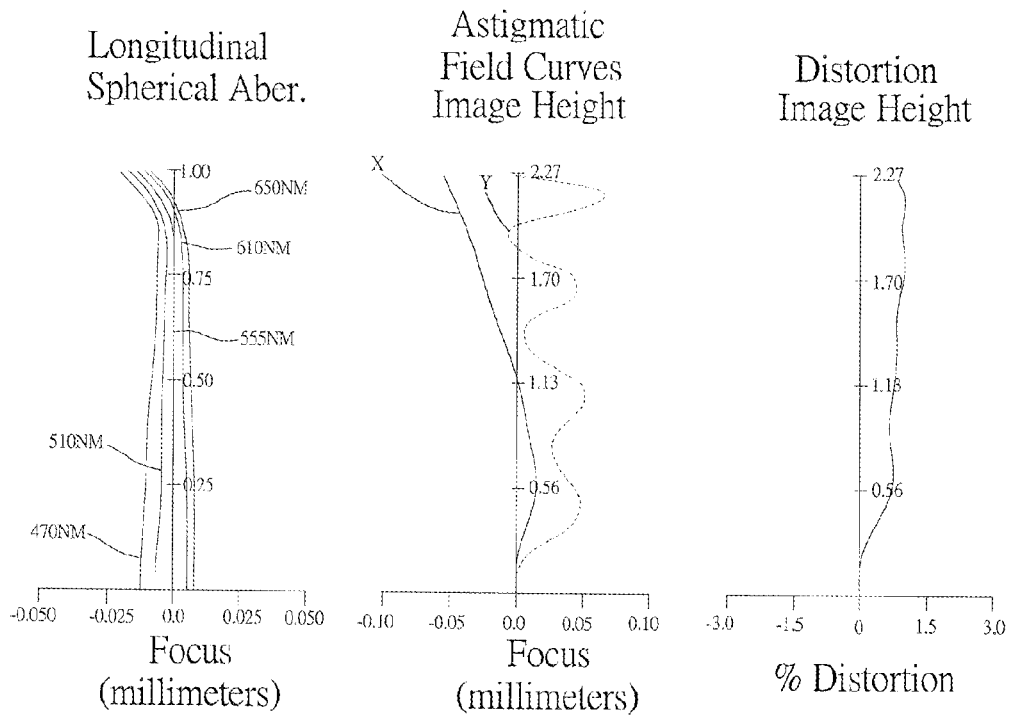 Longitudinal
Spherical Aber.
1.00
650NM
610NM
0.75
555NM
0.50
510NM
0.25
470NM
-0.050
-0.025
0.0
0.025
0.050
Focus
(millimeters)
Astigmatic
Field Curves
Image Height
X
Y
2.27
1.70
1.13
0.56
-0.10
-0.05
0.0
0.05
0.10
Focus
(millimeters)
Distortion
Image Height
2.27
1.70
1.13
0.56
-3.0
-1.5
0
1.5
3.0
% Distortion